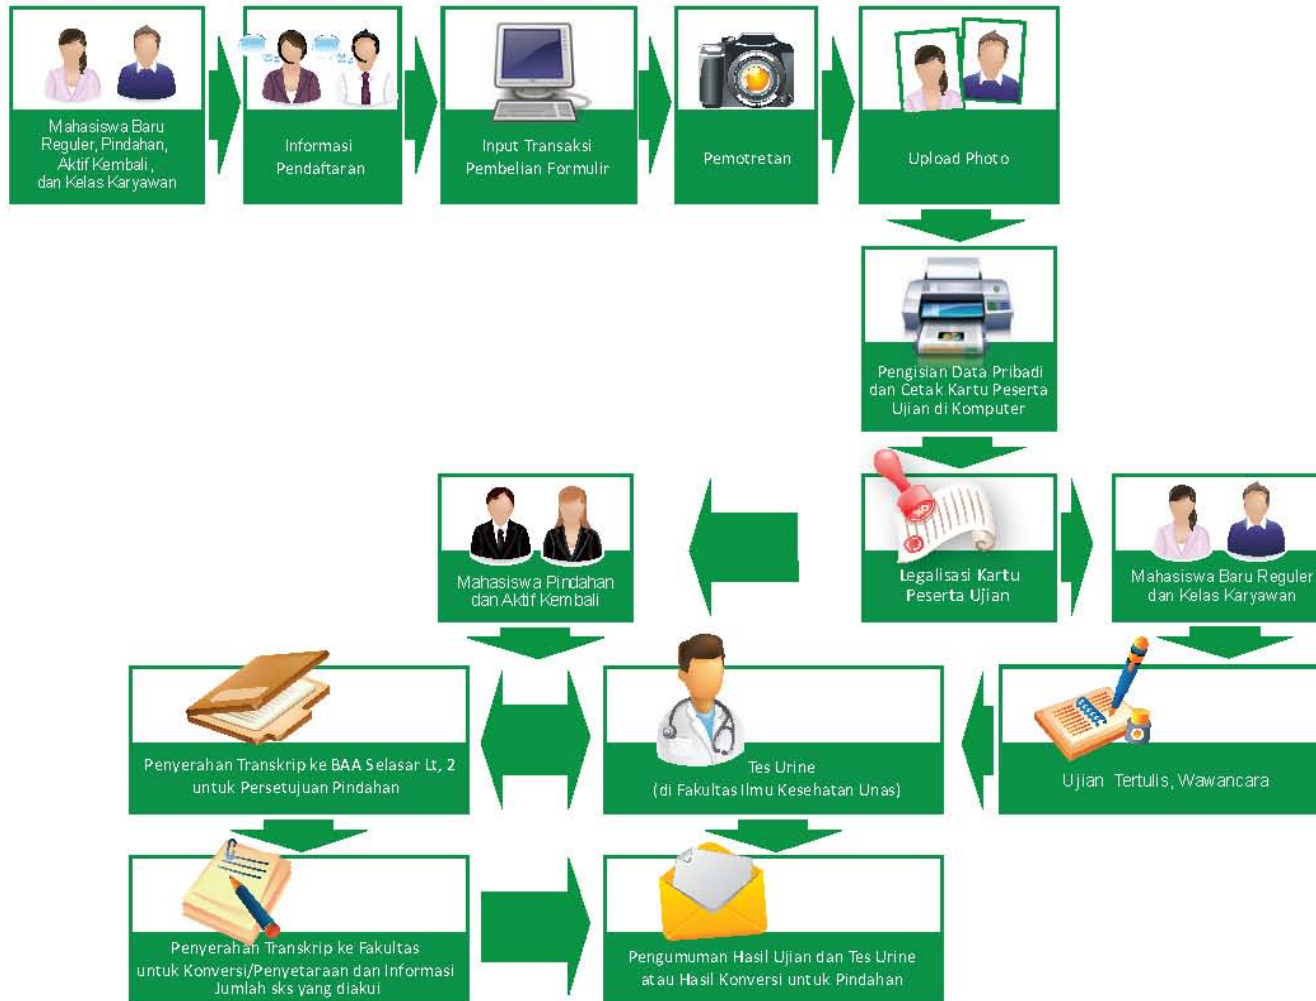 Mahasiswa Baru
Reguler, Pindahan,
Aktif Kembali,
dan Kelas Karyawan
Informasi
Pendaftaran
Input Transaksi
Pembelian Formulir
Pemotretan
Upload Photo
Pengisian Data Pribadi
dan Cetak Kartu Peserta
Ujian di Komputer
Mahasiswa Pindahan
dan Aktif Kembali
Legalisasi Kartu
Peserta Ujian
Mahasiswa Baru Reguler
dan Kelas Karyawan
Penyerahan Transkrip ke BAA Selasar Lt, 2
untuk Persetujuan Pindahan
Tes Urine
(di Fakultas Ilmu Kesehatan Unas)
Ujian Tertulis, Wawancara
Penyerahan Transkrip ke Fakultas
untuk Konversi/Penyetaraan dan Informasi
Jumlah sks yang diakui
Pengumuman Hasil Ujian dan Tes Urine
atau Hasil Konversi untuk Pindahan